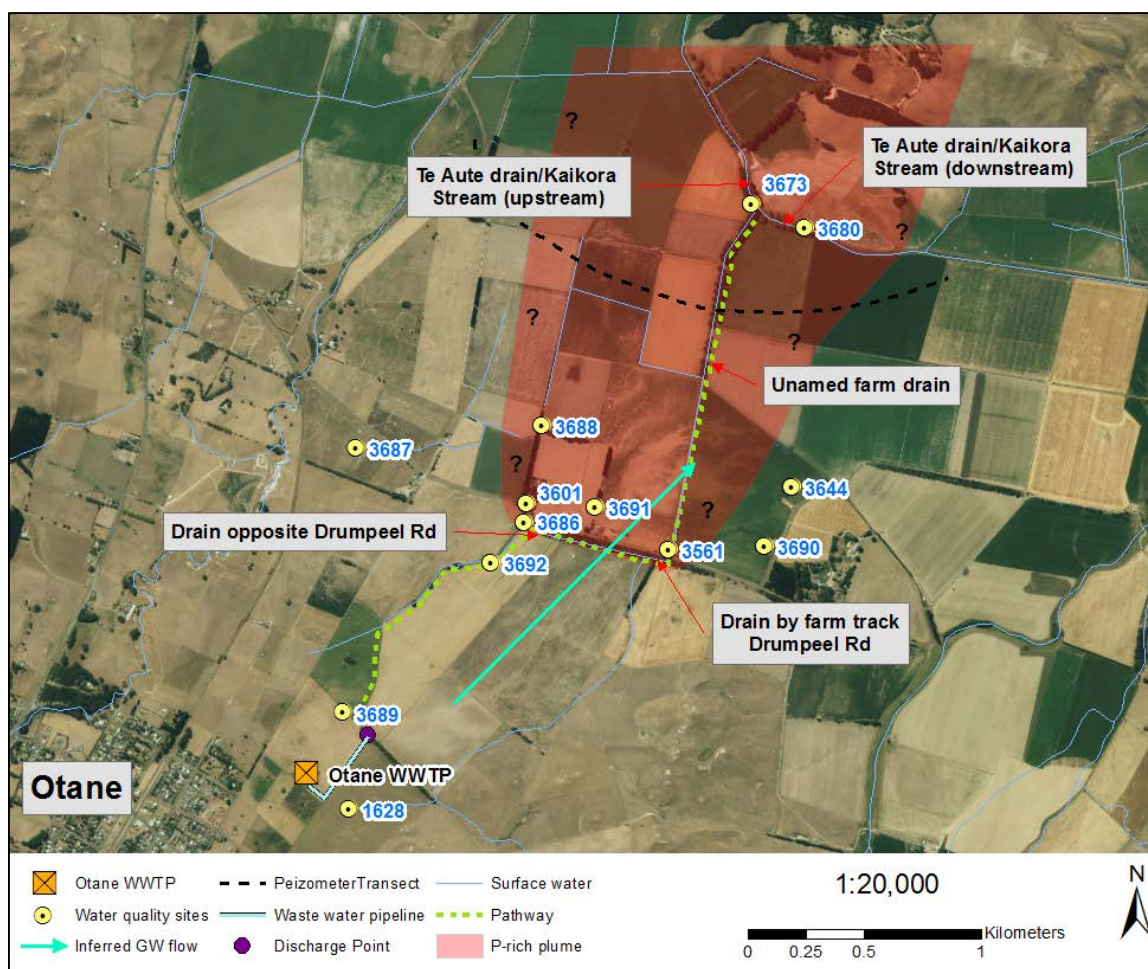 ?
Te Aute drain/Kaikora
Stream (downstream)
Te Aute drain/Kaikora
Stream (upstream)
3673
3680
?
?
?
Unamed farm drain
3688
3687
?
3601
3691
3644
?
3686
Drain opposite Drumpeel Rd
3561
3690
3692
Drain by farm track
Drumpeel Rd
3689
Otane
Otane WWTP
1628
Otane WWTP
PeizometerTransect
Surface water
1:20,000
N
Water quality sites
Waste water pipeline
Pathway
Inferred GW flow
Discharge Point
P-rich plume
Kilometers
0 0.25 0.5 1